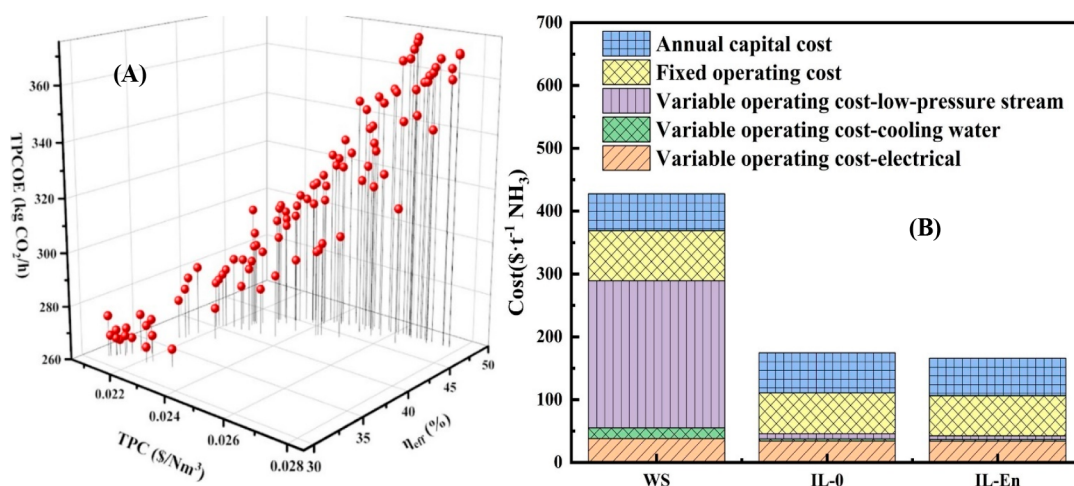 (A)
TPCOE (kg CO₂/h)
360
340
320
300
280
260
0.022
0.024
0.026
0.028
TPC ($/Nm³)
30
35
40
45
50
ηeff (%)
(B)
Cost($·t⁻¹ NH₃)
700
600
500
400
300
200
100
0
Annual capital cost
Fixed operating cost
Variable operating cost-low-pressure stream
Variable operating cost-cooling water
Variable operating cost-electrical
WS
IL-0
IL-En